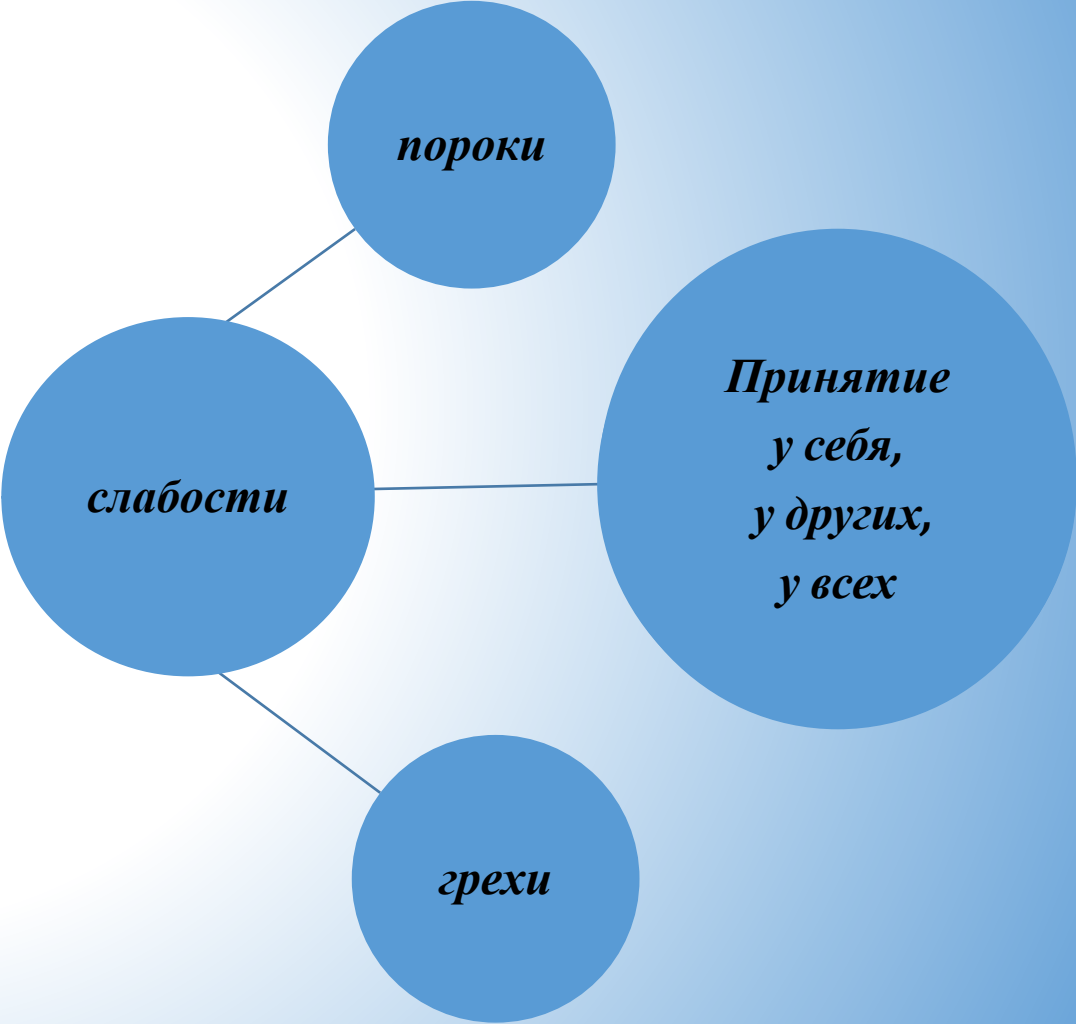 пороки
слабости
Принятие
у себя,
у других,
у всех
грехи